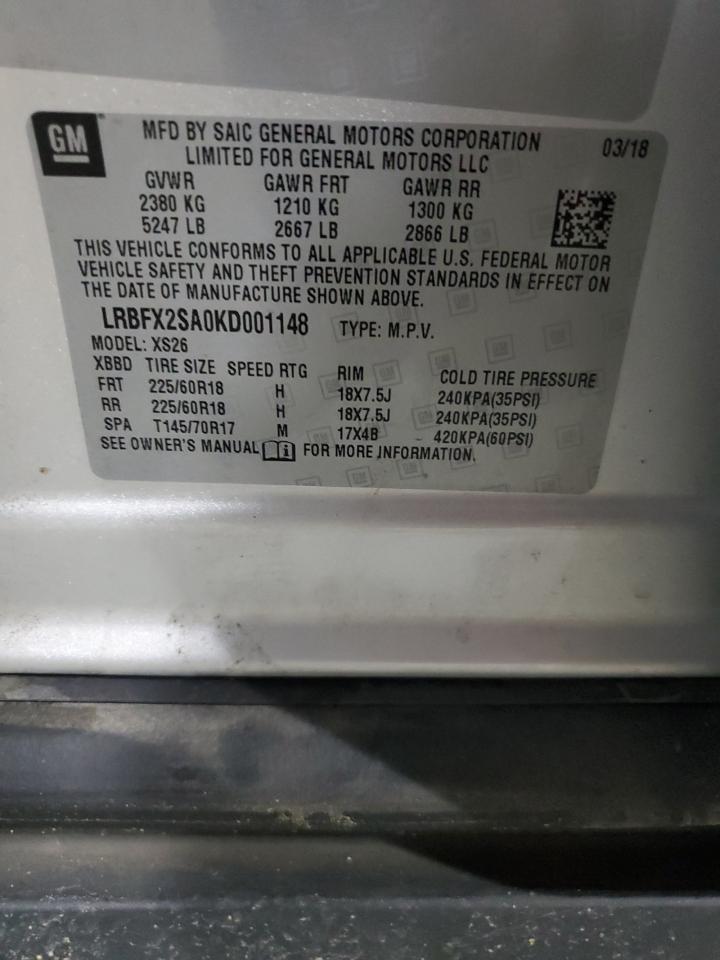 GM
MFD BY SAIC GENERAL MOTORS CORPORATION 03/18
LIMITED FOR GENERAL MOTORS LLC
GVWR GAWR FRT GAWR RR
2380 KG 1210 KG 1300 KG
5247 LB 2667 LB 2866 LB
THIS VEHICLE CONFORMS TO ALL APPLICABLE U.S. FEDERAL MOTOR
VEHICLE SAFETY AND THEFT PREVENTION STANDARDS IN EFFECT ON
THE DATE OF MANUFACTURE SHOWN ABOVE.
LRBFX2SA0KD001148 TYPE: M.P.V.
MODEL: XS26
XBBD TIRE SIZE SPEED RTG RIM COLD TIRE PRESSURE
FRT 225/60R18 H 18X7.5J 240KPA(35PSI)
RR 225/60R18 H 18X7.5J 240KPA(35PSI)
SPA T145/70R17 M 17X4B 420KPA(60PSI)
SEE OWNER'S MANUAL i FOR MORE INFORMATION.